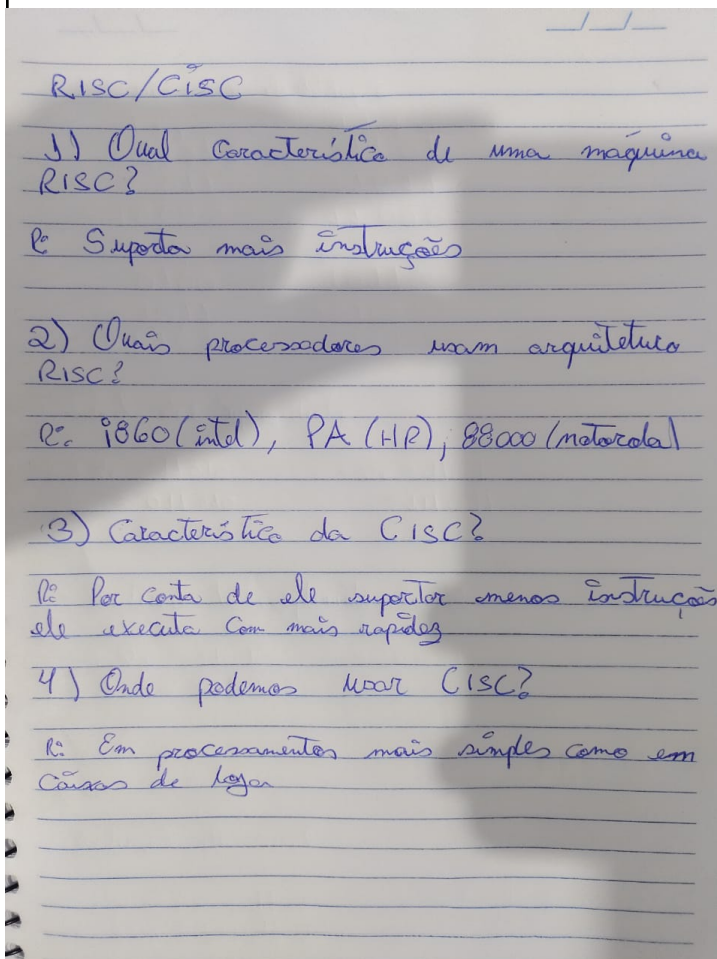 RISC/CISC
1) Qual Característica de uma máquina
RISC?
R: Suporta mais instruções
2) Quais processadores usam arquitetura
RISC?
R: i860 (intel), PA (HP), 88000 (motorola)
3) Característica da CISC?
R: Por conta de ele suportar menos instruções
ele executa com mais rapidez
4) Onde podemos usar CISC?
R: Em processamentos mais simples como em
caixas de loja